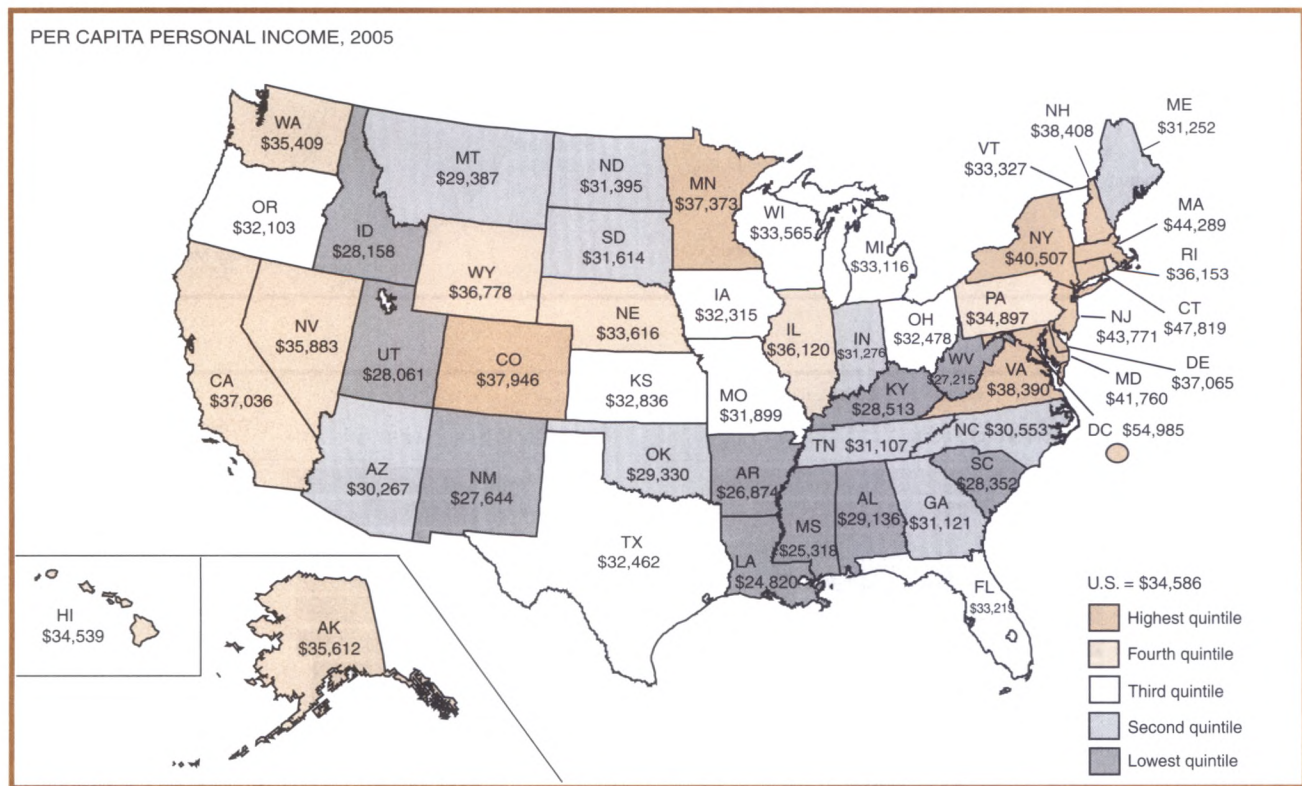 PER CAPITA PERSONAL INCOME, 2005
WA
$35,409
MT
$29,387
ND
$31,395
MN
$37,373
NH
$38,408
ME
$31,252
VT
$33,327
OR
$32,103
ID
$28,158
WY
$36,778
SD
$31,614
WI
$33,565
MI
$33,116
NY
$40,507
MA
$44,289
RI
$36,153
CT
$47,819
NV
$35,883
UT
$28,061
CO
$37,946
NE
$33,616
IA
$32,315
IL
$36,120
IN
$31,276
OH
$32,478
PA
$34,897
NJ
$43,771
DE
$37,065
MD
$41,760
CA
$37,036
KS
$32,836
MO
$31,899
KY
$28,513
WV
$27,215
VA
$38,390
DC $54,985
AZ
$30,267
NM
$27,644
OK
$29,330
AR
$26,874
TN $31,107
NC $30,553
SC
$28,352
TX
$32,462
LA
$24,820
MS
$25,318
AL
$29,136
GA
$31,121
FL
$33,219
HI
$34,539
AK
$35,612
U.S. = $34,586
Highest quintile
Fourth quintile
Third quintile
Second quintile
Lowest quintile